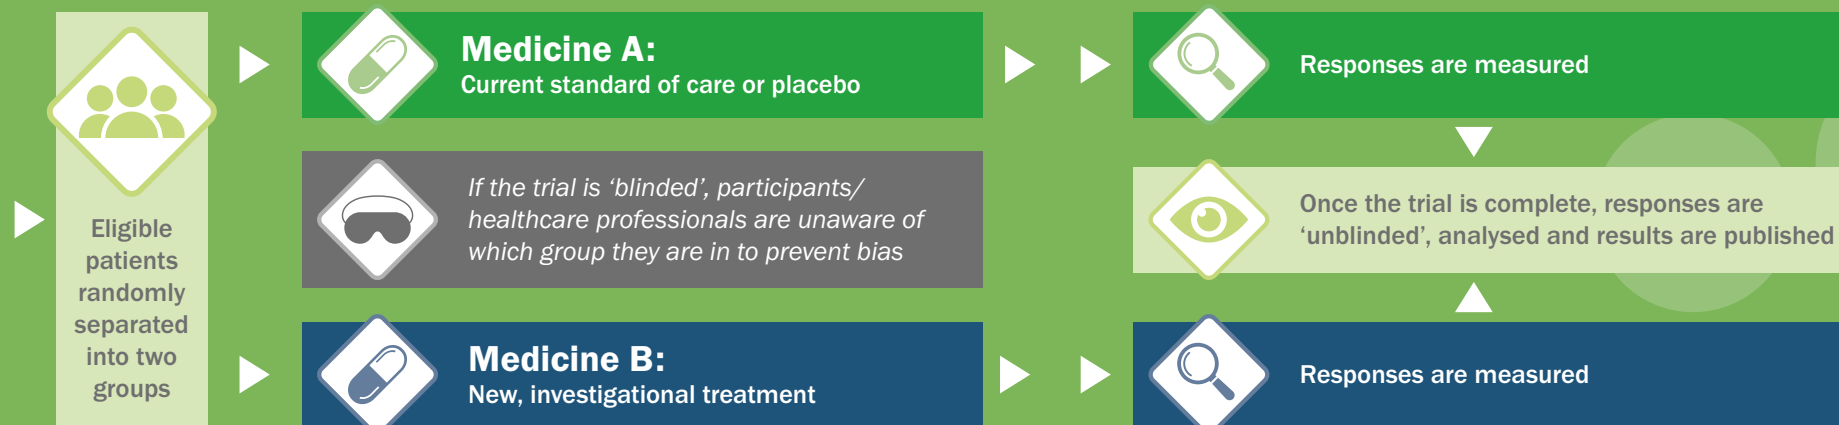 Eligible
patients
randomly
separated
into two
groups
Medicine A:
Current standard of care or placebo
If the trial is ‘blinded’, participants/
healthcare professionals are unaware of
which group they are in to prevent bias
Medicine B:
New, investigational treatment
Responses are measured
Once the trial is complete, responses are
‘unblinded’, analysed and results are published
Responses are measured